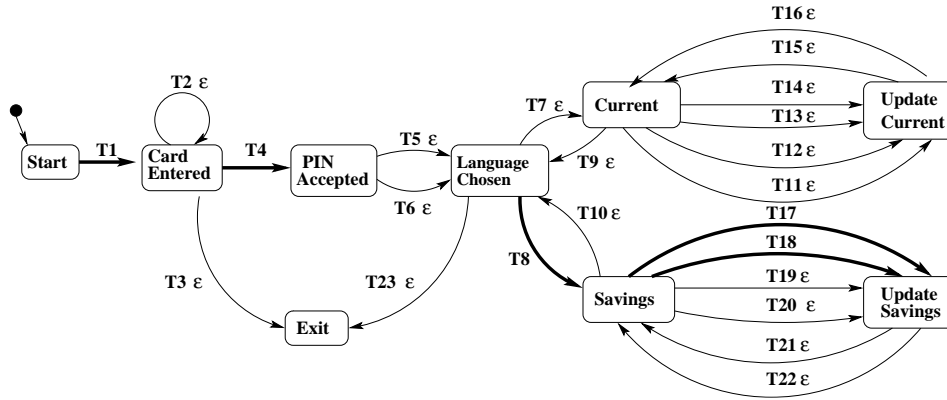 T16 ε
T15 ε
T2 ε
T14 ε
T7 ε
Current
Update
Current
T13 ε
T1
T4
T5 ε
Start
Card
Entered
PIN
Accepted
Language
Chosen
T9 ε
T12 ε
T11 ε
T6 ε
T10 ε
T17
T18
T8
T3 ε
T23 ε
T19 ε
Savings
Update
Savings
T20 ε
Exit
T21 ε
T22 ε